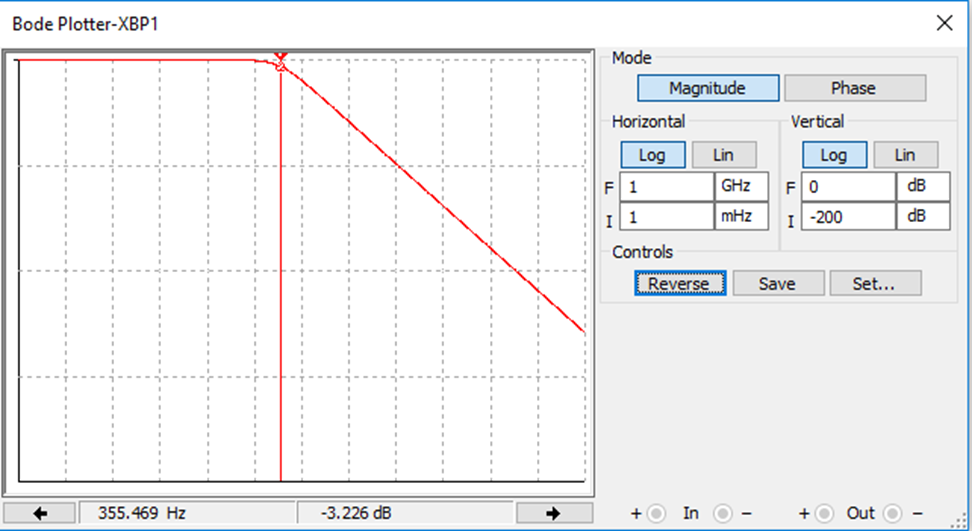 Bode Plotter-XBP1
Mode
Magnitude Phase
Horizontal Vertical
Log Lin Log Lin
F 1 GHz F 0 dB
I 1 mHz I -200 dB
Controls
Reverse Save Set...
355.469 Hz -3.226 dB + In - + Out -